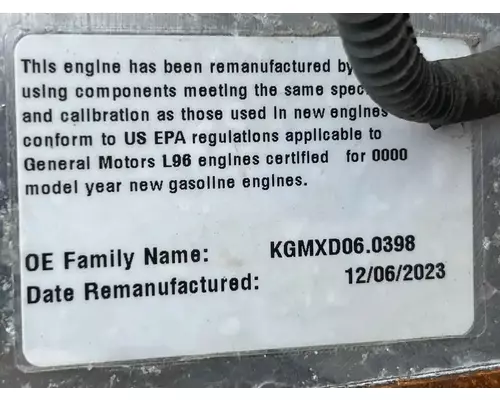 This engine has been remanufactured by
using components meeting the same
and calibration as those used in new engines
conform to US EPA regulations applicable to
General Motors L96 engines certified for 0000
model year new gasoline engines.
OE Family Name: KGMXD06.0398
Date Remanufactured: 12/06/2023